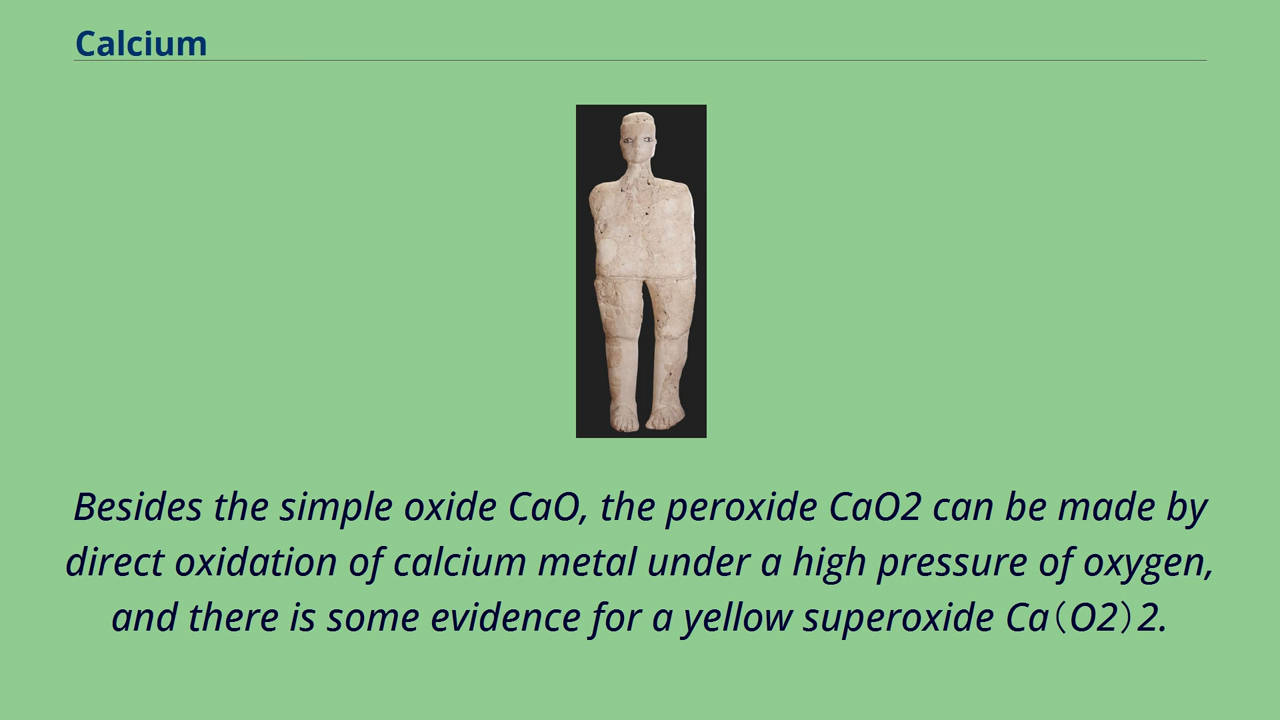 Calcium
Besides the simple oxide CaO, the peroxide CaO2 can be made by
direct oxidation of calcium metal under a high pressure of oxygen,
and there is some evidence for a yellow superoxide Ca(O2)2.